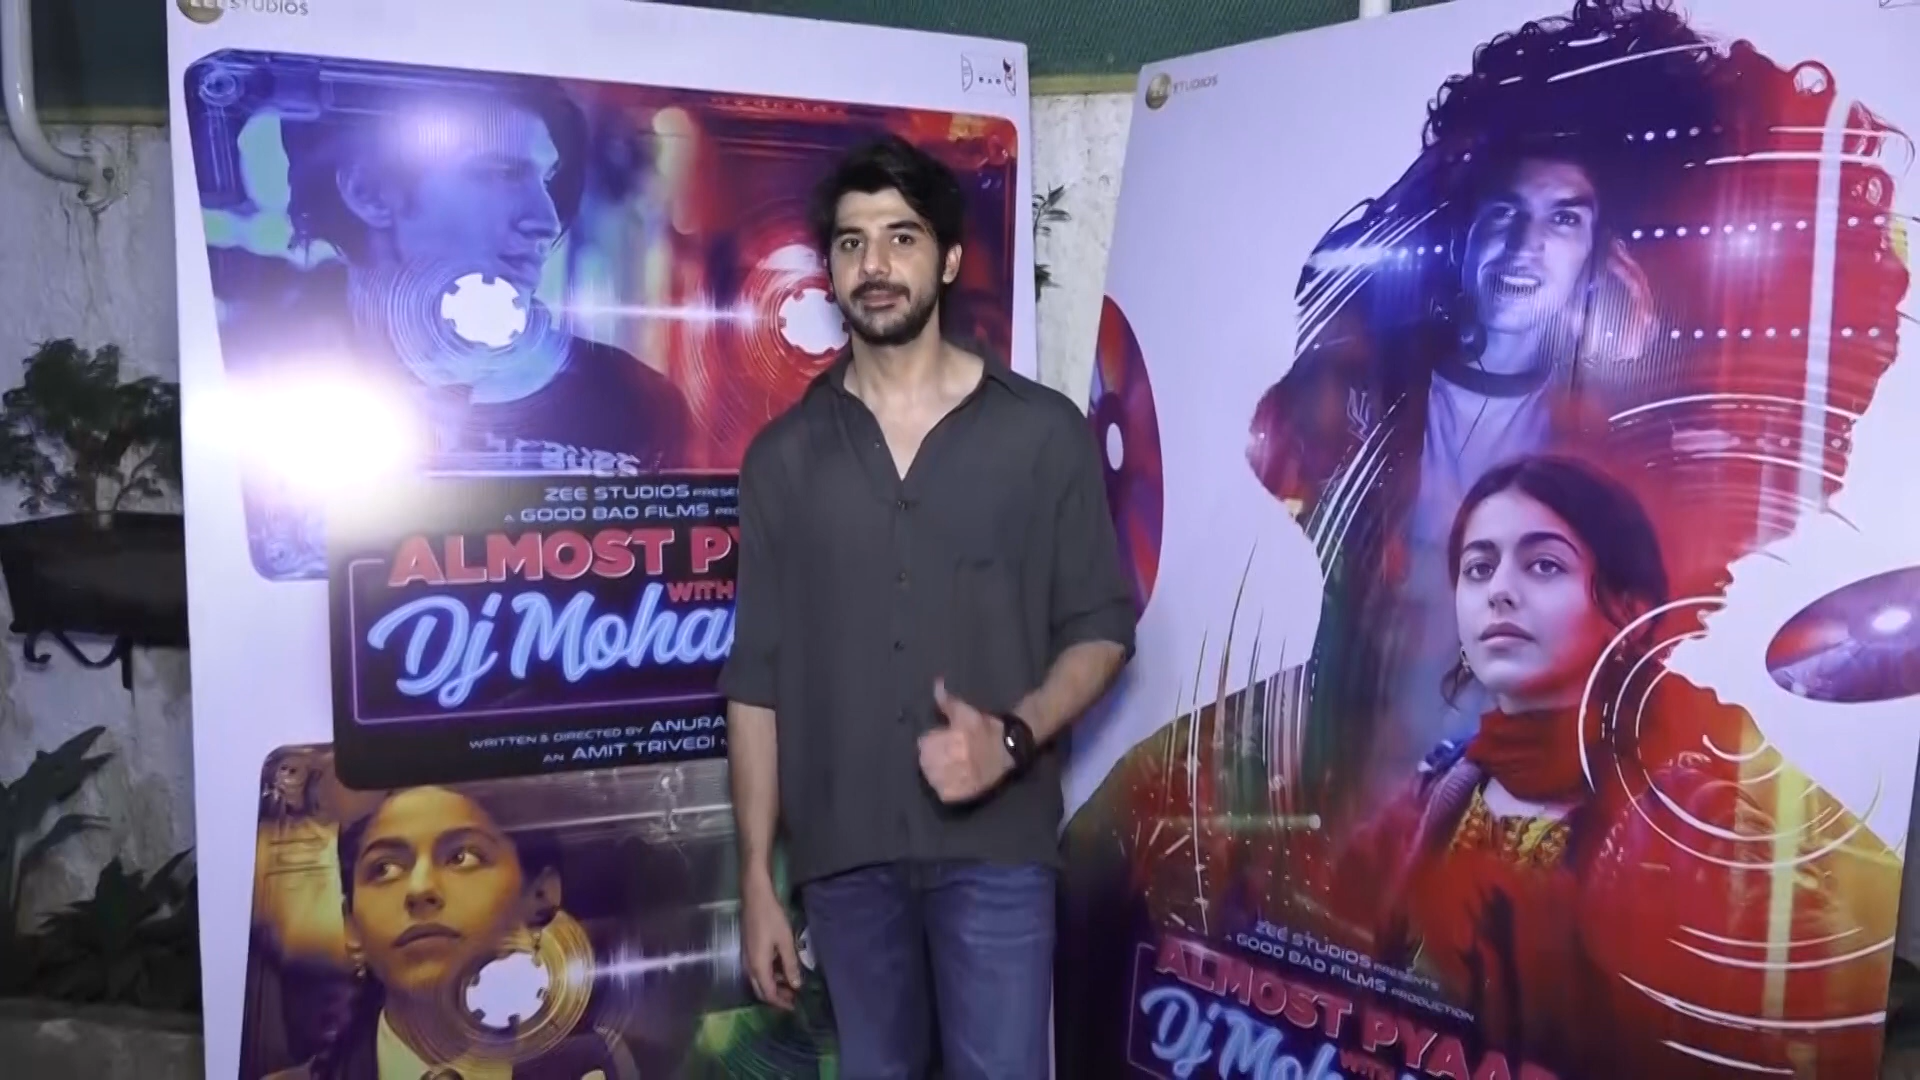 ZEE STUDIOS
ZEE STUDIOS PRESE
A GOOD BAD FILMS PRO
ALMOST PY
WITH
Dj Moha
WRITTEN & DIRECTED BY ANURA
AN AMIT TRIVEDI
ZEE STUDIOS
ZEE STUDIOS PRESENTS
A GOOD BAD FILMS PRODUCTION
ALMOST PYAA
WITH
Dj Moh